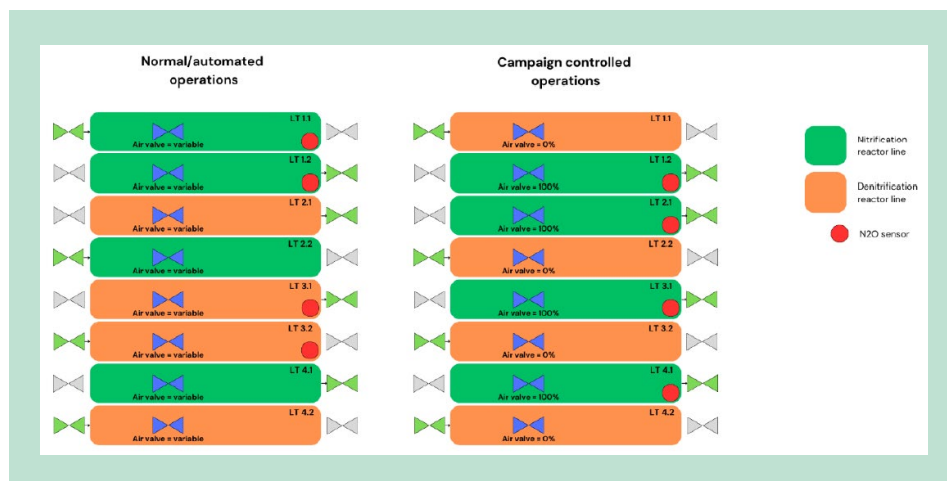 Normal/automated
operations
LT 1.1
Air valve = variable
LT 1.2
Air valve = variable
LT 2.1
Air valve = variable
LT 2.2
Air valve = variable
LT 3.1
Air valve = variable
LT 3.2
Air valve = variable
LT 4.1
Air valve = variable
LT 4.2
Air valve = variable
Campaign controlled
operations
LT 1.1
Air valve = 0%
LT 1.2
Air valve = 100%
LT 2.1
Air valve = 100%
LT 2.2
Air valve = 0%
LT 3.1
Air valve = 100%
LT 3.2
Air valve = 0%
LT 4.1
Air valve = 100%
LT 4.2
Air valve = 0%
Nitrification
reactor line
Denitrification
reactor line
N2O sensor